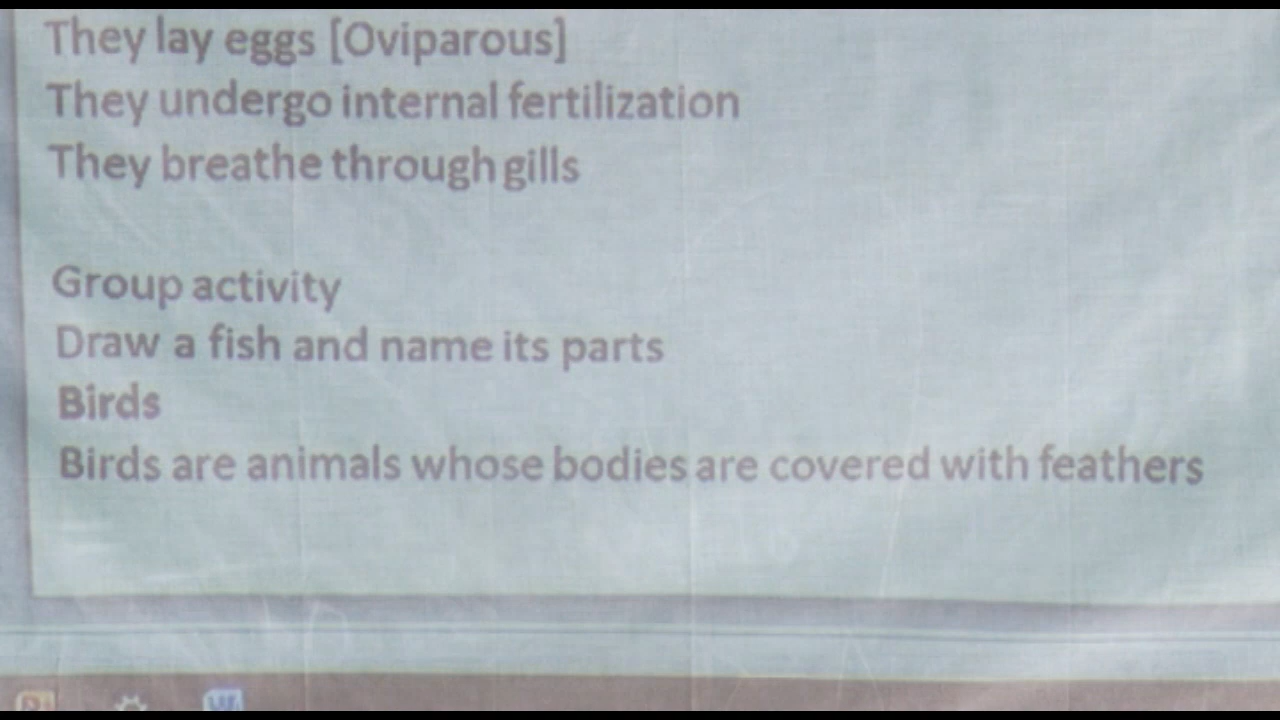 They lay eggs [Oviparous]
They undergo internal fertilization
They breathe through gills
Group activity
Draw a fish and name its parts
Birds
Birds are animals whose bodies are covered with feathers